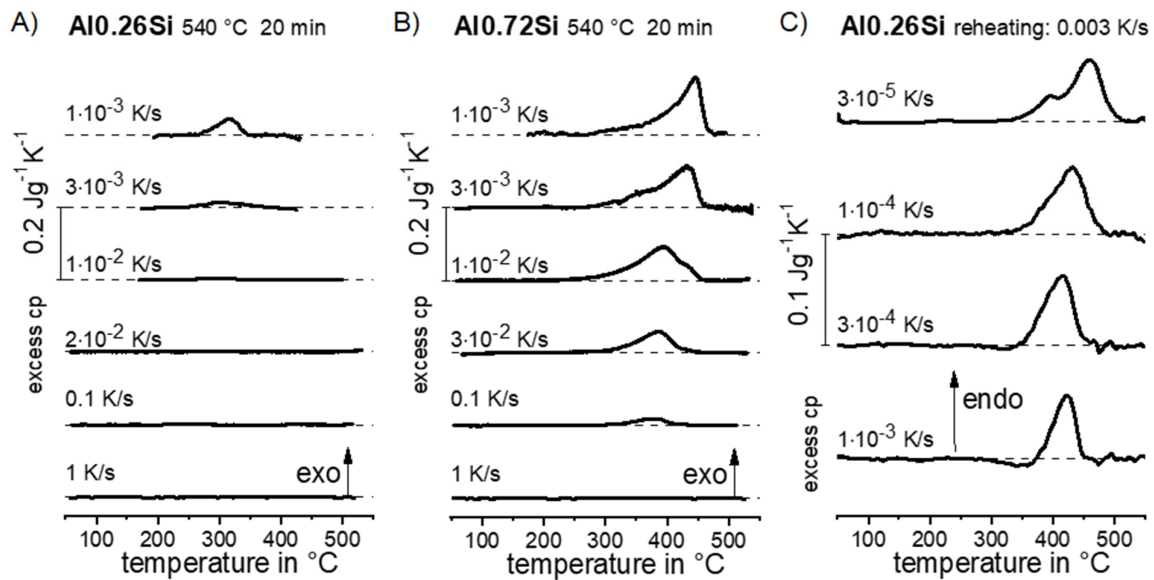 A) Al0.26Si 540 °C 20 min
1·10⁻³ K/s
3·10⁻³ K/s
1·10⁻² K/s
2·10⁻² K/s
0.1 K/s
1 K/s
exo
0.2 Jg⁻¹K⁻¹
excess cp
100 200 300 400 500
temperature in °C
B) Al0.72Si 540 °C 20 min
1·10⁻³ K/s
3·10⁻³ K/s
1·10⁻² K/s
3·10⁻² K/s
0.1 K/s
1 K/s
exo
0.2 Jg⁻¹K⁻¹
excess cp
100 200 300 400 500
temperature in °C
C) Al0.26Si reheating: 0.003 K/s
3·10⁻⁵ K/s
1·10⁻⁴ K/s
3·10⁻⁴ K/s
endo
1·10⁻³ K/s
0.1 Jg⁻¹K⁻¹
excess cp
100 200 300 400 500
temperature in °C